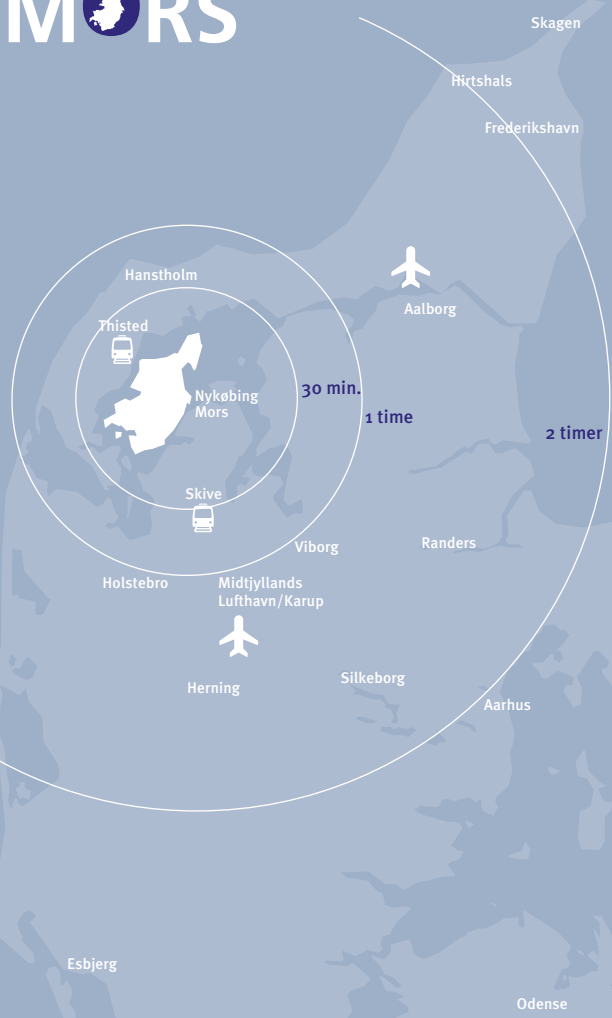 MORS
Skagen
Hirtshals
Frederikshavn
Hanstholm
Aalborg
Thisted
30 min.
Nykøbing
Mors
1 time
2 timer
Skive
Randers
Viborg
Holstebro
Midtjyllands
Lufthavn/Karup
Silkeborg
Herning
Aarhus
Esbjerg
Odense